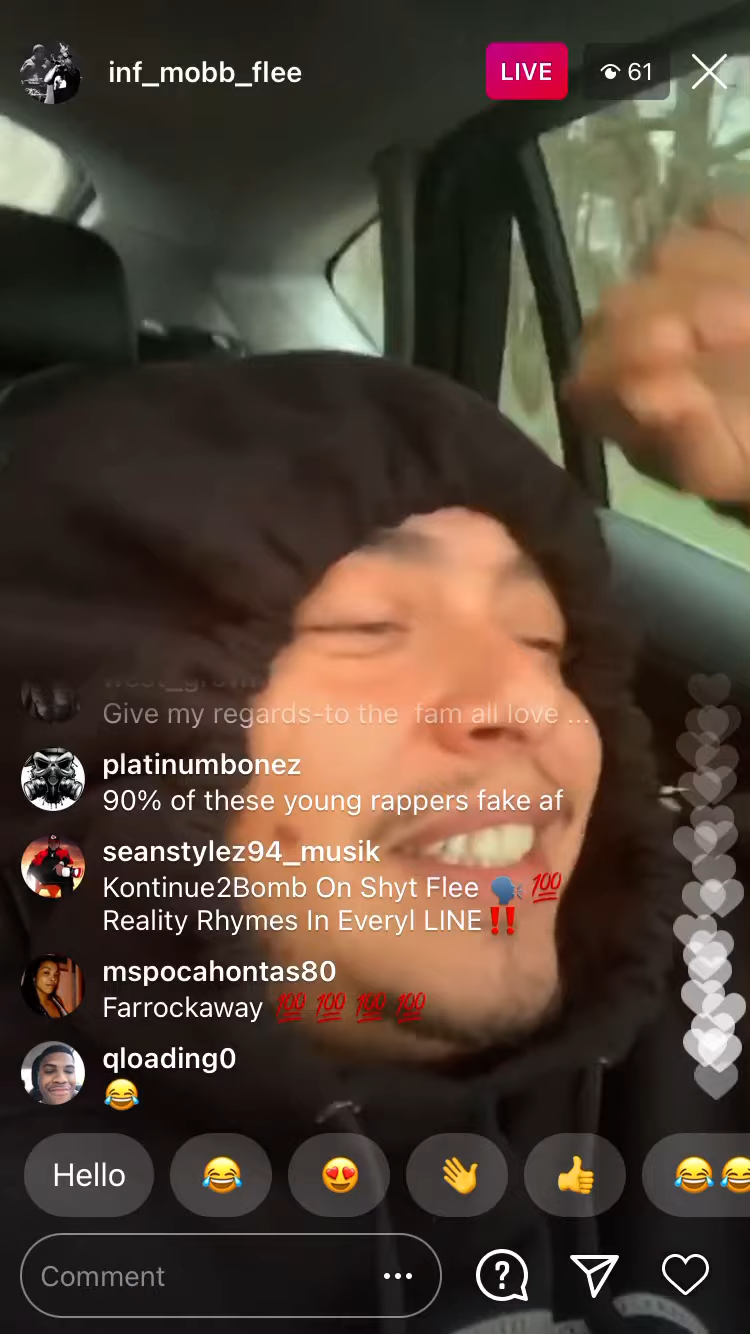 inf_mobb_flee
LIVE
61
Give my regards-to the fam all love ...
platinumbonez
90% of these young rappers fake af
seanstylez94_musik
Kontinue2Bomb On Shyt Flee 🗣💯
Reality Rhymes In Everyl LINE‼️
mspocahontas80
Farrockaway 💯 💯 💯 💯
qloading0
😂
Hello 😂 😍 👋 👍 😂😂
Comment